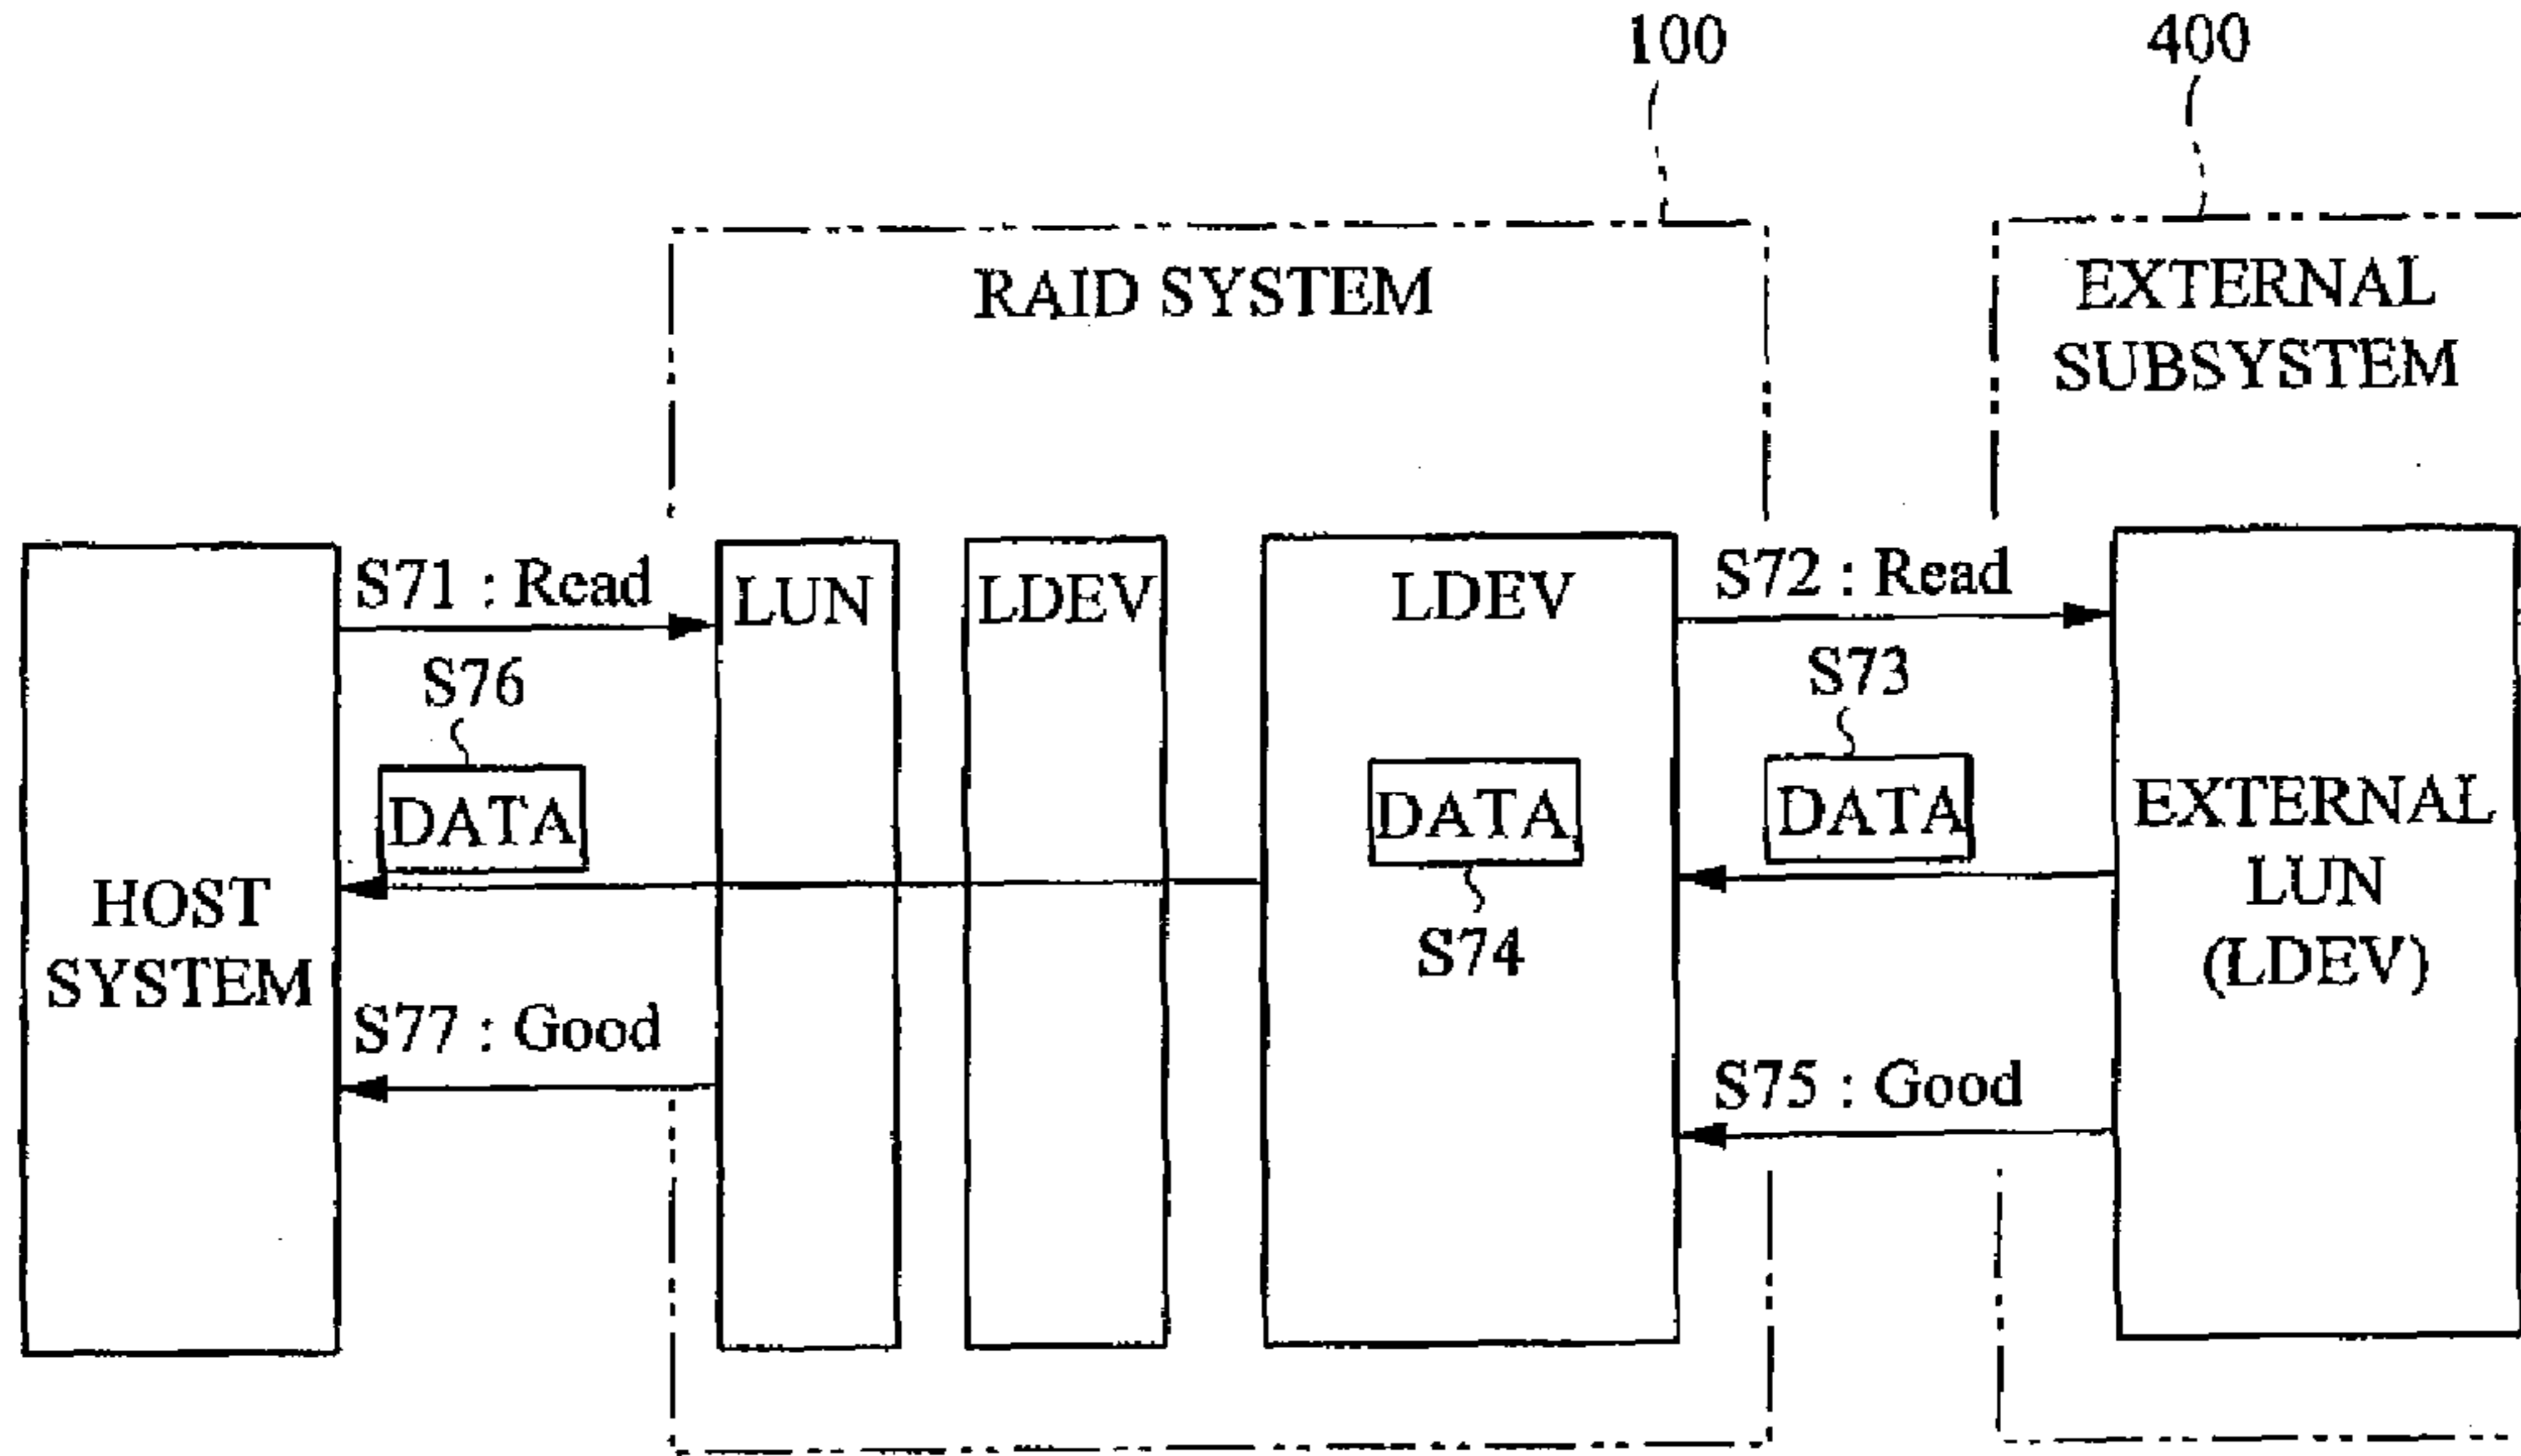 100
400
RAID SYSTEM
EXTERNAL
SUBSYSTEM
S71 : Read
LUN
LDEV
LDEV
S72 : Read
S76
S73
DATA
DATA
DATA
S74
HOST
SYSTEM
EXTERNAL
LUN
(LDEV)
S77 : Good
S75 : Good